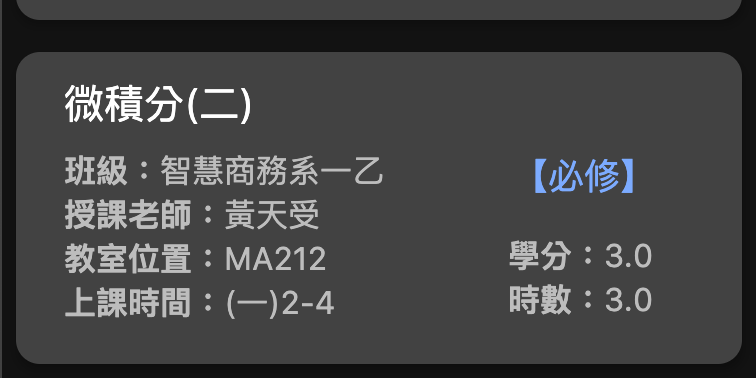 微積分(二)
班級：智慧商務系一乙
【必修】
授課老師：黃天受
教室位置：MA212
學分：3.0
上課時間：(一)2-4
時數：3.0